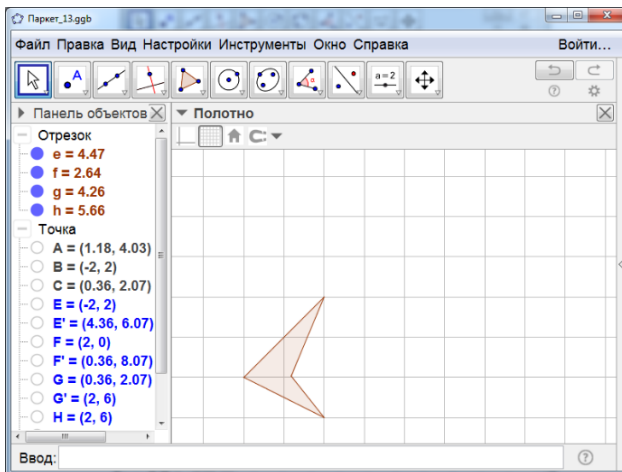 Паркет_13.ggb
Файл Правка Вид Настройки Инструменты Окно Справка Войти...
A a=2
Панель объектов
Полотно
Отрезок
e = 4.47
f = 2.64
g = 4.26
h = 5.66
Точка
A = (1.18, 4.03)
B = (-2, 2)
C = (0.36, 2.07)
E = (-2, 2)
E' = (4.36, 6.07)
F = (2, 0)
F' = (0.36, 8.07)
G = (0.36, 2.07)
G' = (2, 6)
H = (2, 6)
Ввод: